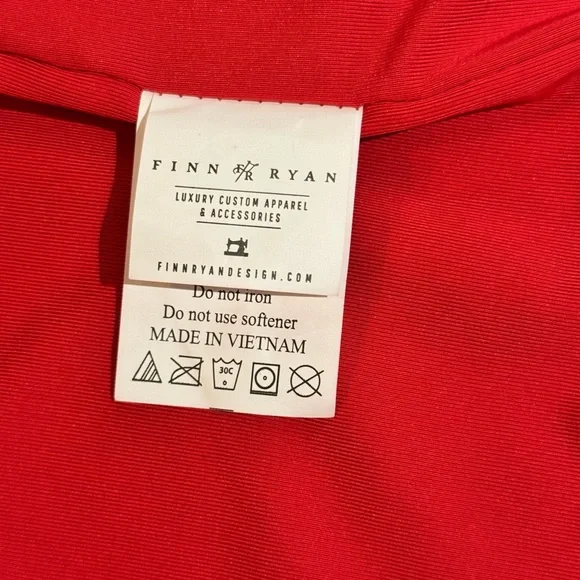 FINN FR RYAN
LUXURY CUSTOM APPAREL
& ACCESSORIES
FINNRYANDESIGN.COM
Do not iron
Do not use softener
MADE IN VIETNAM
30C